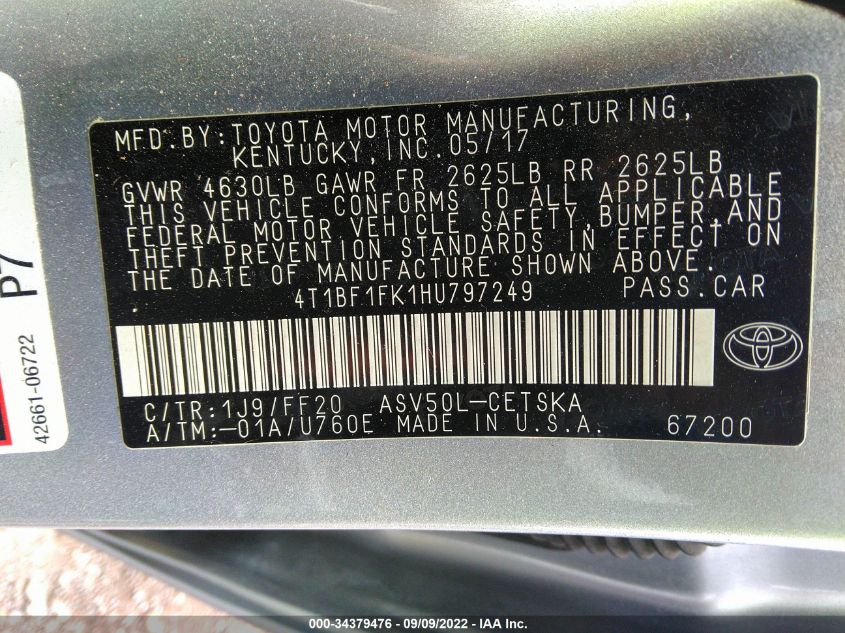 MFD.BY:TOYOTA MOTOR MANUFACTURING,
KENTUCKY,INC.05/17
GVWR 4630LB GAWR FR 2625LB RR 2625LB
THIS VEHICLE CONFORMS TO ALL APPLICABLE
FEDERAL MOTOR VEHICLE SAFETY,BUMPER,AND
THEFT PREVENTION STANDARDS IN EFFECT ON
THE DATE OF MANUFACTURE SHOWN ABOVE.
4T1BF1FK1HU797249 PASS.CAR
C/TR:1J9/FF20 ASV50L-CETSKA
A/TM:-01A/U760E MADE IN U.S.A. 67200
P7
42661-06722
000-34379476 - 09/09/2022 - IAA Inc.